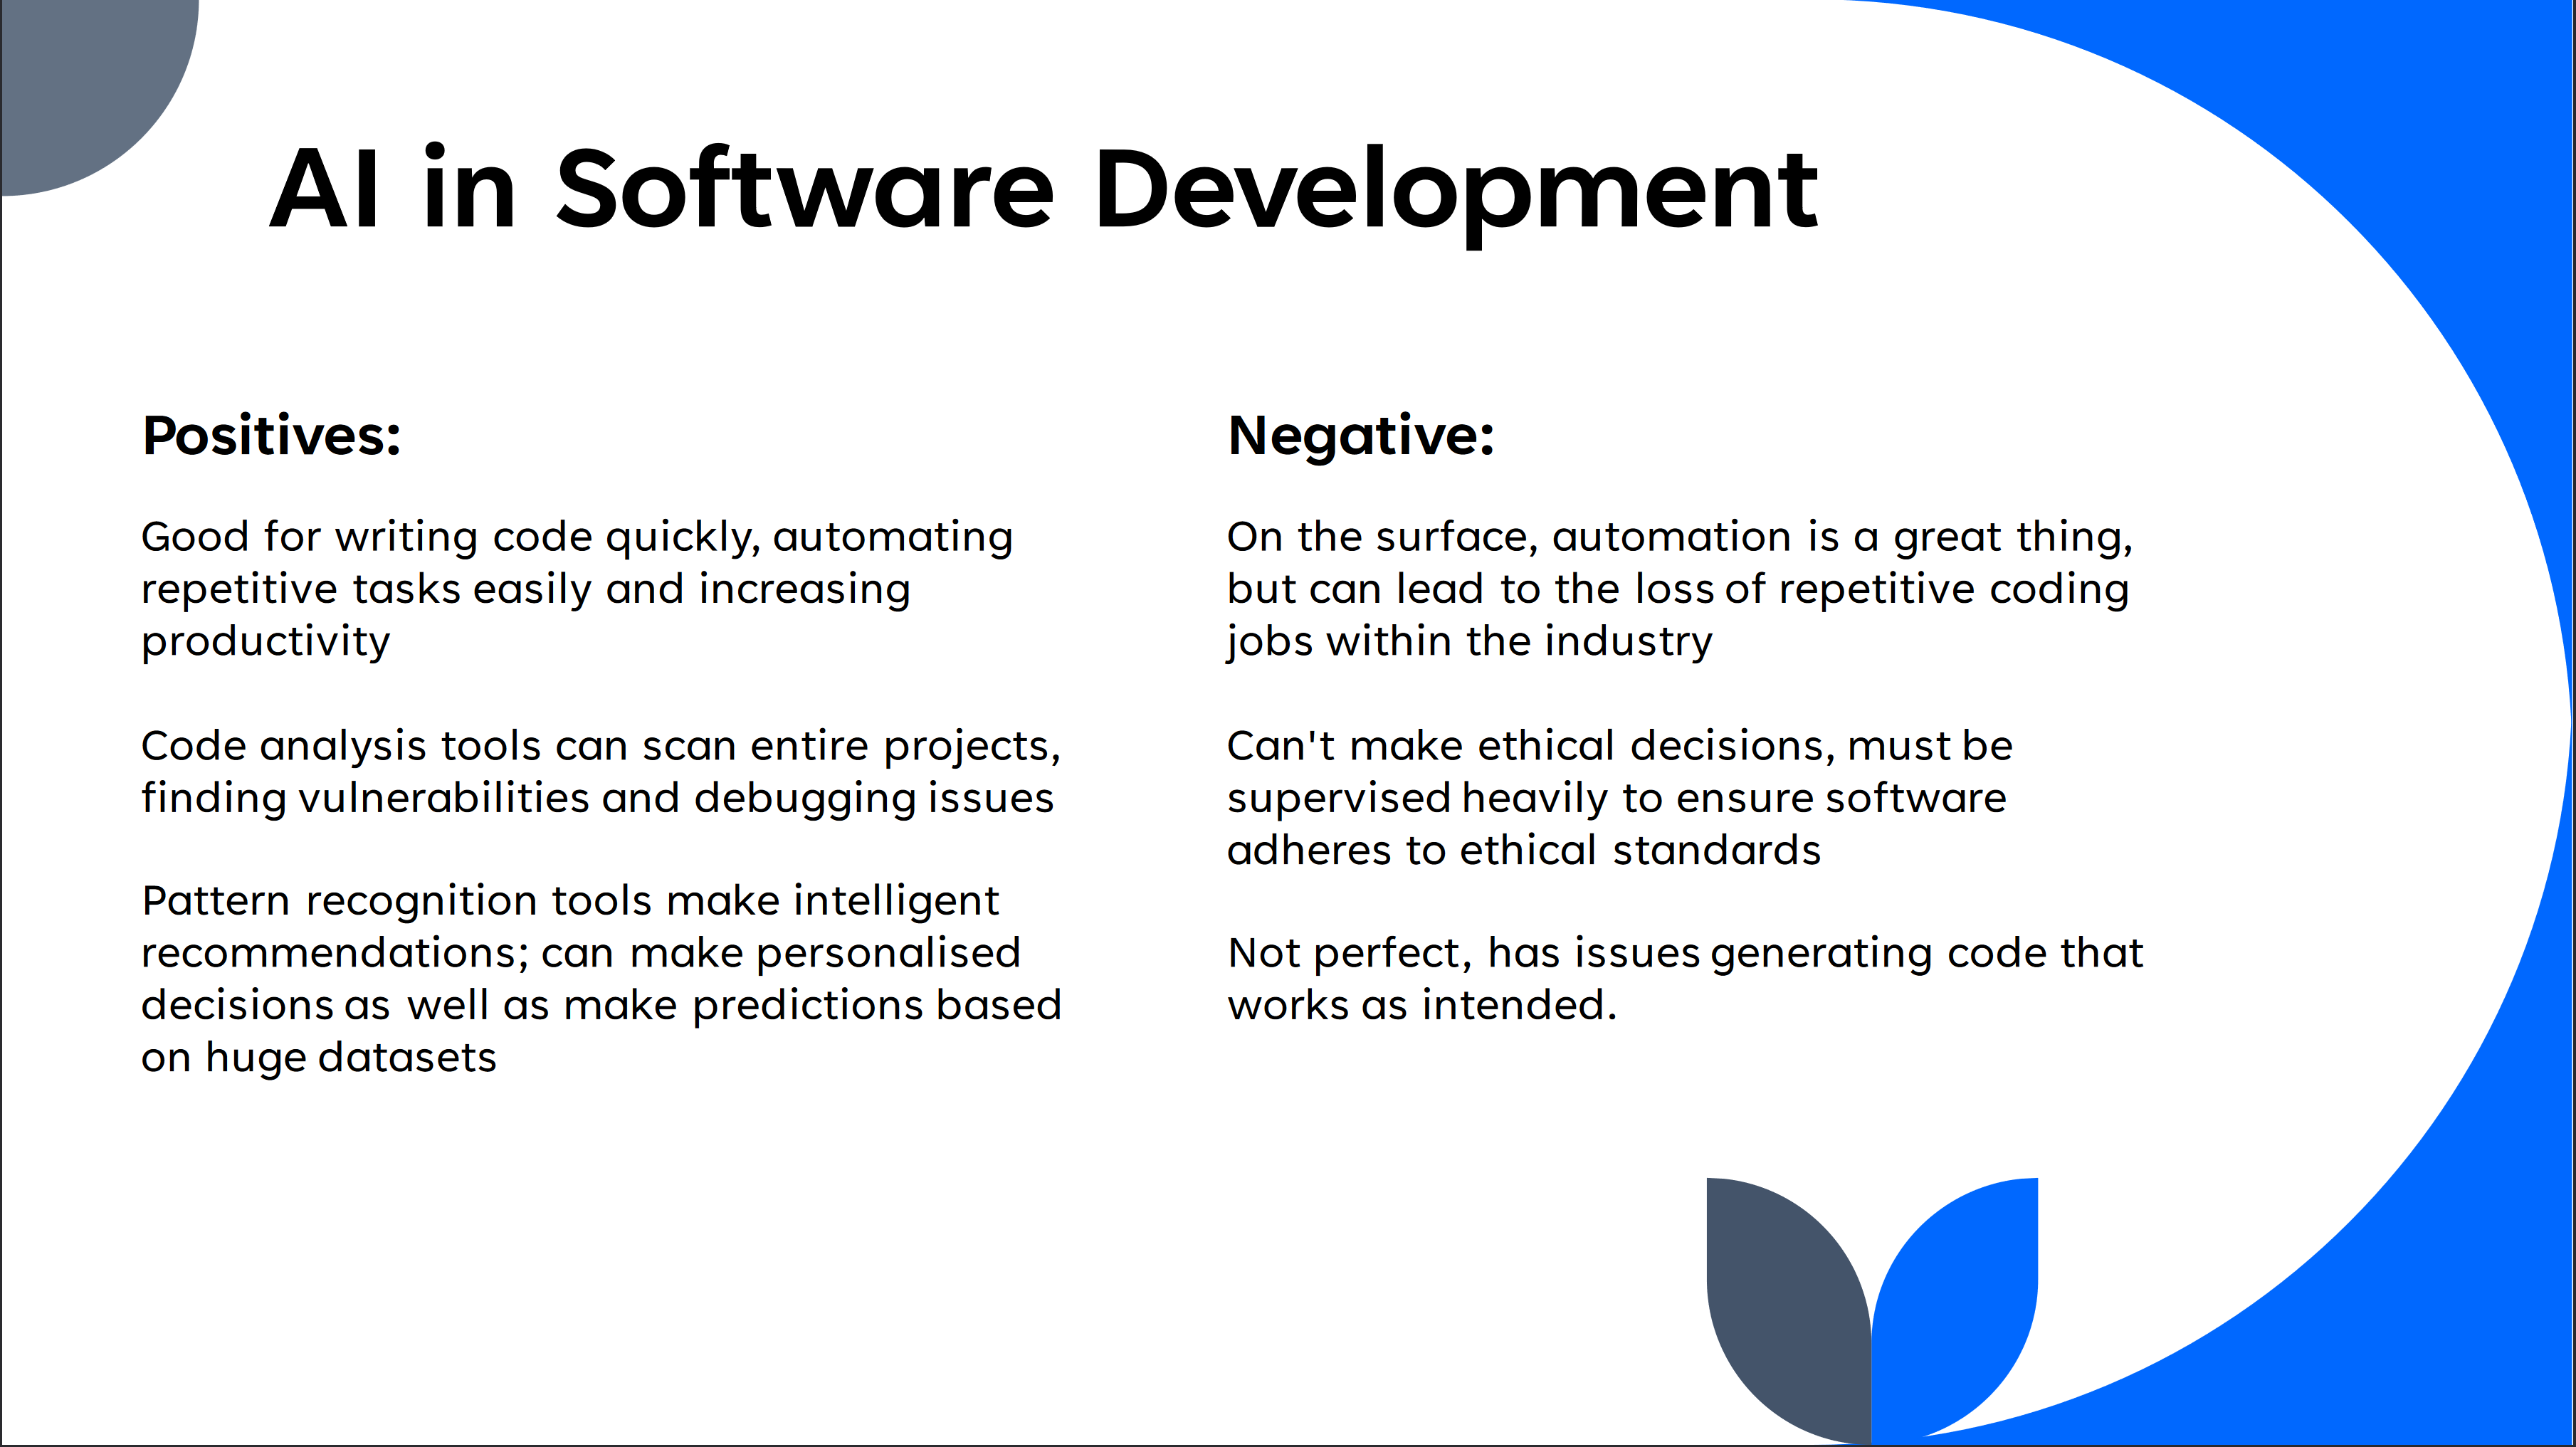 AI in Software Development
Positives:
Good for writing code quickly, automating
repetitive tasks easily and increasing
productivity
Code analysis tools can scan entire projects,
finding vulnerabilities and debugging issues
Pattern recognition tools make intelligent
recommendations; can make personalised
decisions as well as make predictions based
on huge datasets
Negative:
On the surface, automation is a great thing,
but can lead to the loss of repetitive coding
jobs within the industry
Can't make ethical decisions, must be
supervised heavily to ensure software
adheres to ethical standards
Not perfect, has issues generating code that
works as intended.